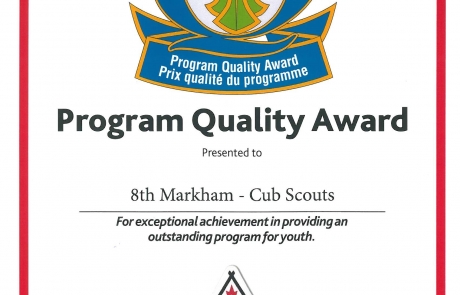 Program Quality Award
Prix qualité du programme
Program Quality Award
Presented to
8th Markham - Cub Scouts
For exceptional achievement in providing an
outstanding program for youth.